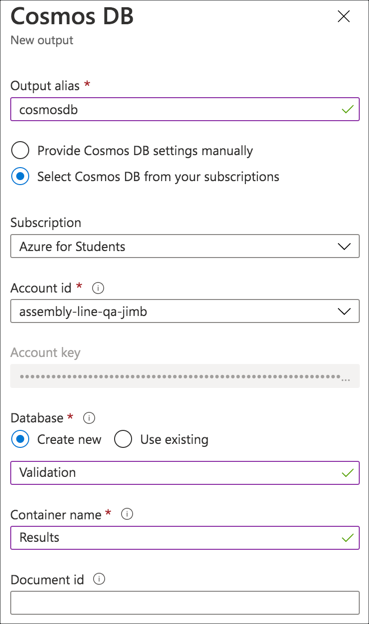 Cosmos DB
New output
Output alias *
cosmosdb
Provide Cosmos DB settings manually
Select Cosmos DB from your subscriptions
Subscription
Azure for Students
Account id *
assembly-line-qa-jimb
Account key
Database *
Create new Use existing
Validation
Container name *
Results
Document id